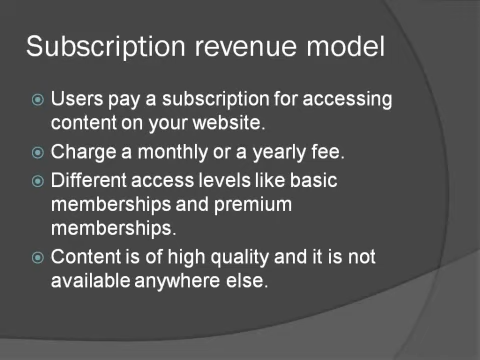 Subscription revenue model
Users pay a subscription for accessing
content on your website.
Charge a monthly or a yearly fee.
Different access levels like basic
memberships and premium
memberships.
Content is of high quality and it is not
available anywhere else.